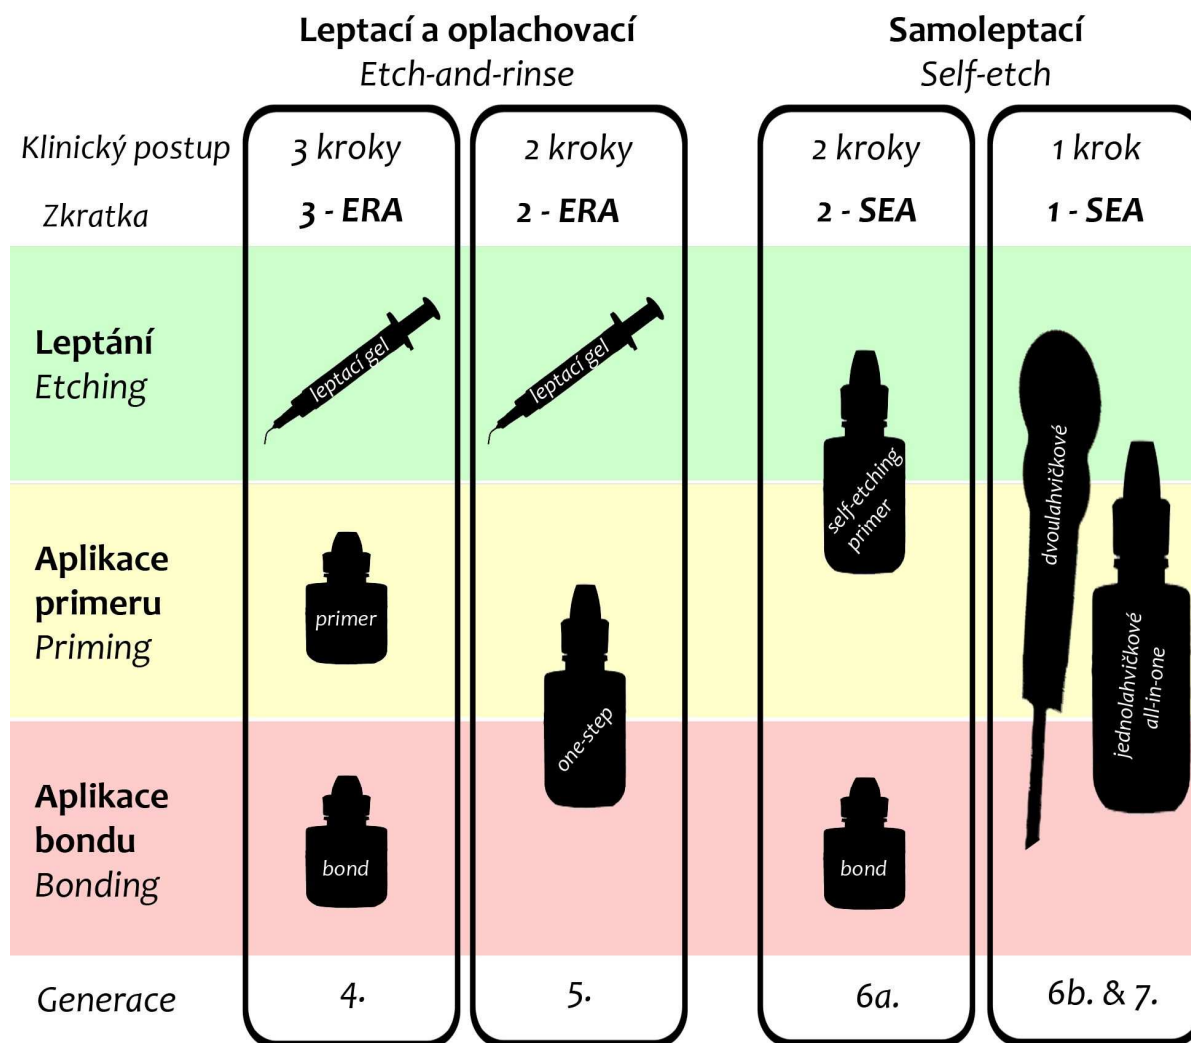 Leptací a oplachovací
Etch-and-rinse
Samoleptací
Self-etch
Klinický postup
3 kroky
2 kroky
2 kroky
1 krok
Zkratka
3 - ERA
2 - ERA
2 - SEA
1 - SEA
Leptání
Etching
leptací gel
leptací gel
self-etching
primer
dvoulahvičkové
jednolahvičkové
all-in-one
Aplikace
primeru
Priming
primer
one-step
Aplikace
bondu
Bonding
bond
bond
Generace
4.
5.
6a.
6b. & 7.